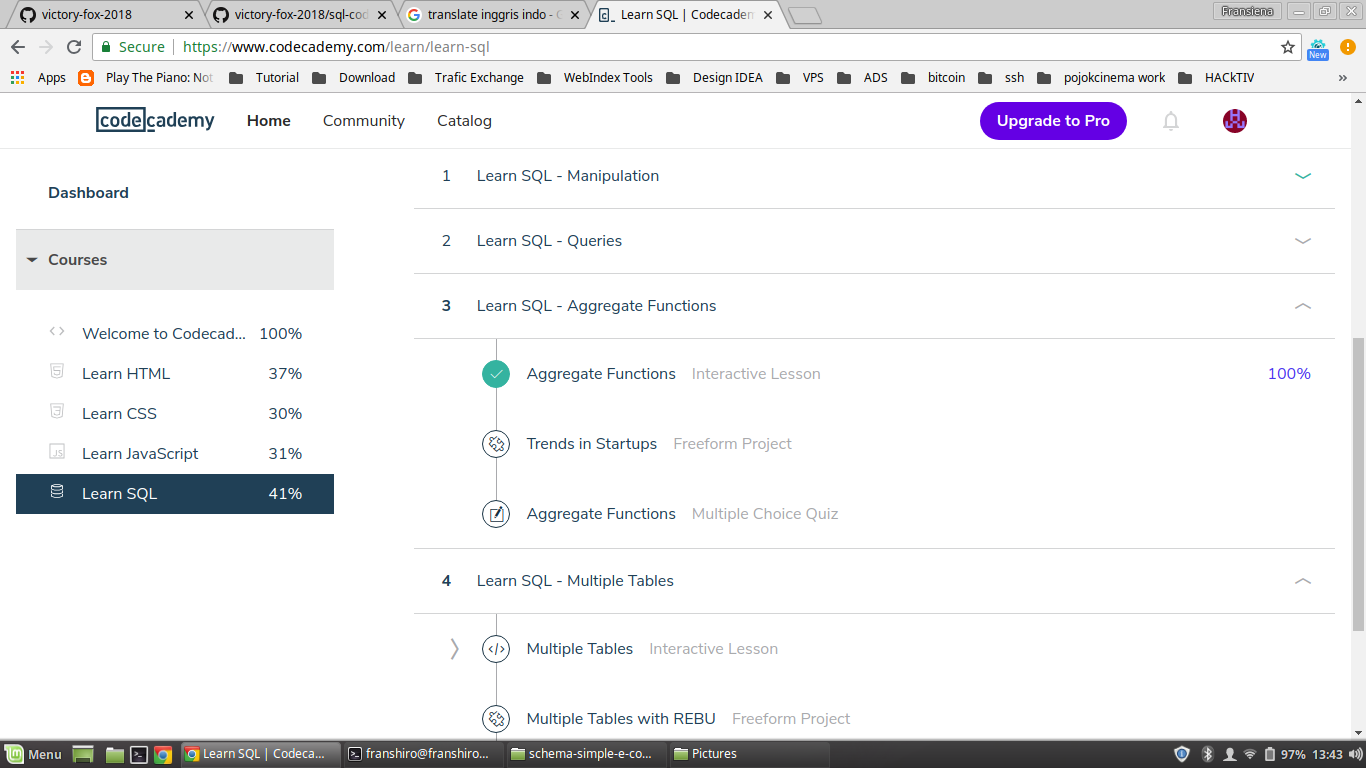 victory-fox-2018
victory-fox-2018/sql-cod
translate inggris indo - G
Learn SQL | Codecadem
Fransiena
Secure
https://www.codecademy.com/learn/learn-sql
New
Apps
Play The Piano: Not
Tutorial
Download
Trafic Exchange
WebIndex Tools
Design IDEA
VPS
ADS
bitcoin
ssh
pojokcinema work
HACkTIV
»
codecademy
Home
Community
Catalog
Upgrade to Pro
Dashboard
Courses
Welcome to Codecad... 100%
Learn HTML 37%
Learn CSS 30%
JS
Learn JavaScript 31%
Learn SQL 41%
1 Learn SQL - Manipulation
2 Learn SQL - Queries
3 Learn SQL - Aggregate Functions
Aggregate Functions Interactive Lesson 100%
Trends in Startups Freeform Project
Aggregate Functions Multiple Choice Quiz
4 Learn SQL - Multiple Tables
Multiple Tables Interactive Lesson
Multiple Tables with REBU Freeform Project
Menu
Learn SQL | Codeca...
franshiro@franshiro...
schema-simple-e-co...
Pictures
97%
13:43